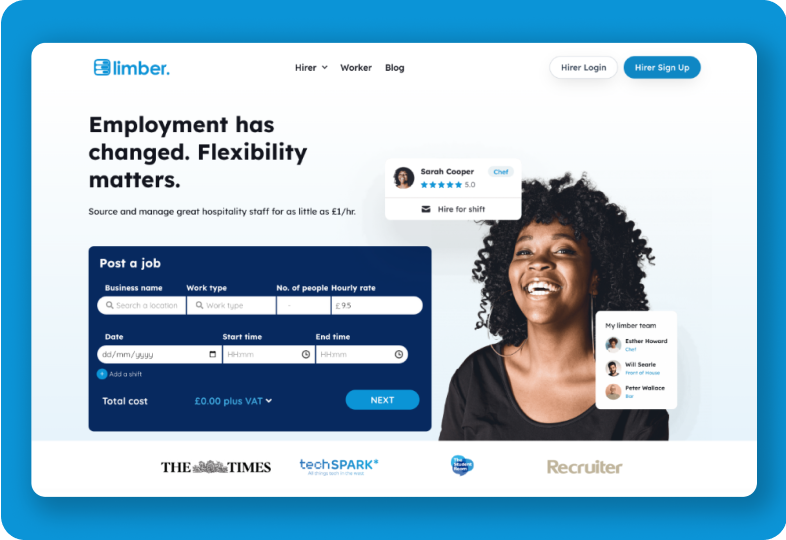 limber.
Hirer
Worker
Blog
Hirer Login
Hirer Sign Up
Employment has
changed. Flexibility
matters.
Source and manage great hospitality staff for as little as £1/hr.
Sarah Cooper
Chef
5.0
Hire for shift
Post a job
Business name
Work type
No. of people
Hourly rate
Search a location
Work type
-
£ 9.5
Date
Start time
End time
dd/mm/yyyy
HH:mm
HH:mm
+ Add a shift
Total cost
£0.00 plus VAT
NEXT
My limber team
Esther Howard
Chef
Will Searle
Front of House
Peter Wallace
Bar
THE TIMES
techSPARK*
All things tech in the west
The
Student
Room
Recruiter